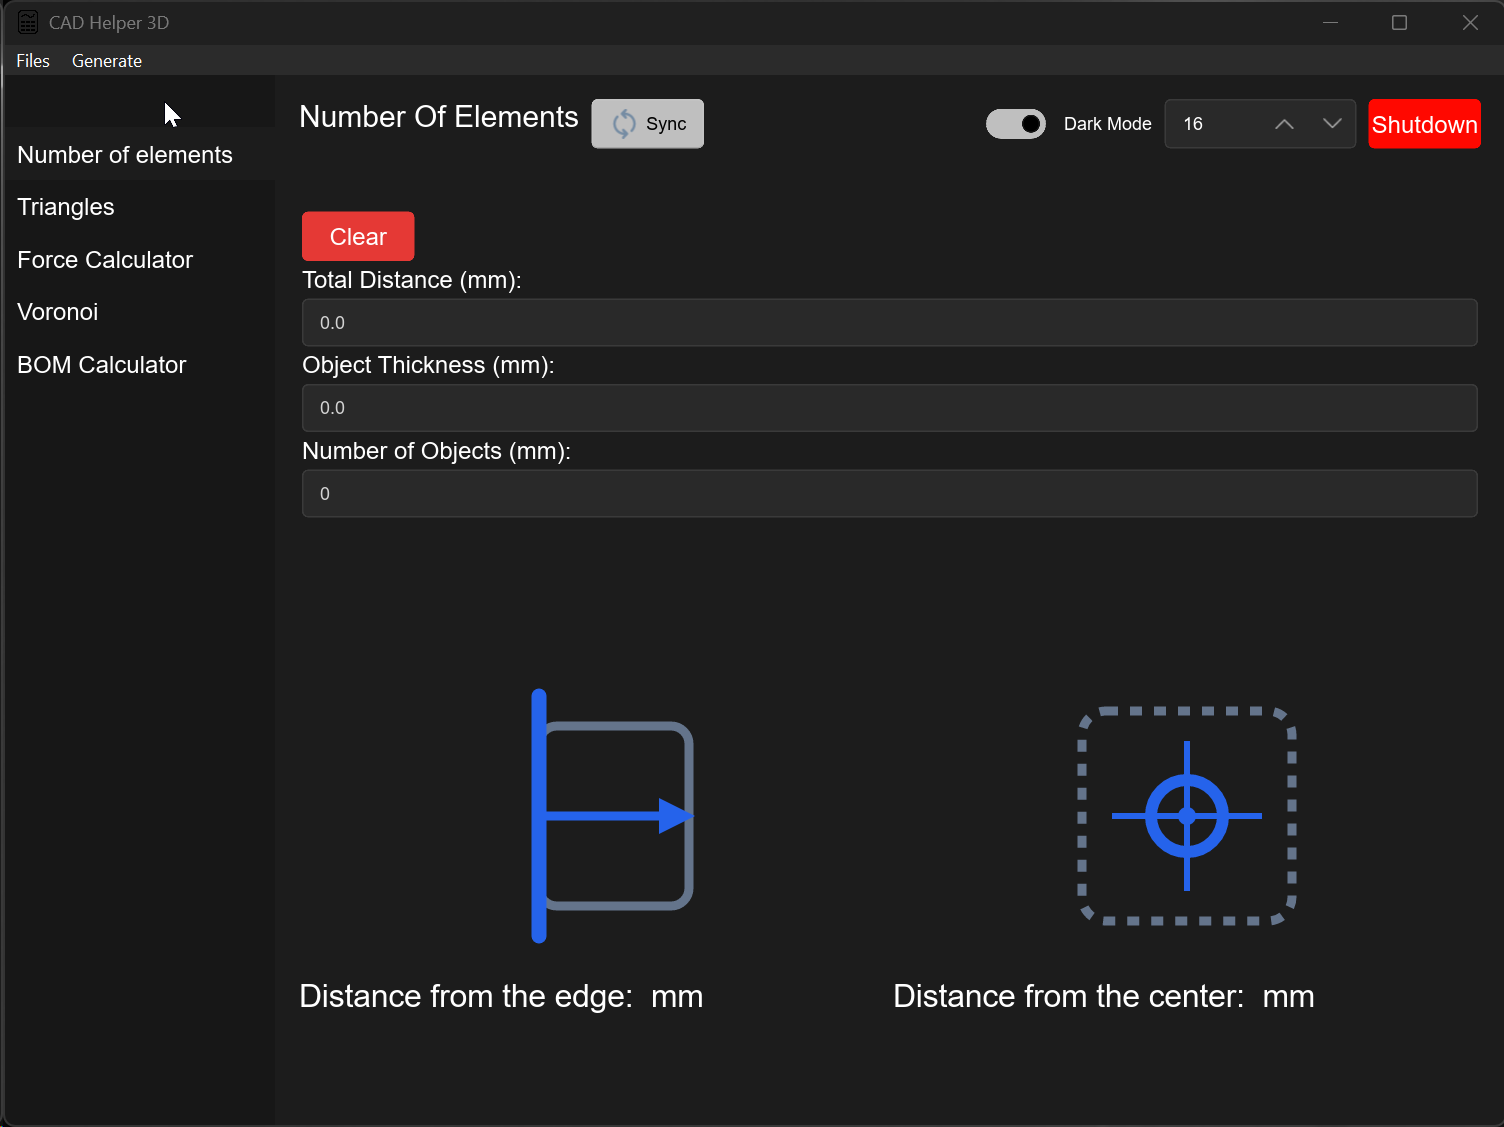 CAD Helper 3D
Files Generate
Number of elements
Triangles
Force Calculator
Voronoi
BOM Calculator
Number Of Elements Sync Dark Mode 16 Shutdown
Clear
Total Distance (mm):
0.0
Object Thickness (mm):
0.0
Number of Objects (mm):
0
Distance from the edge: mm
Distance from the center: mm